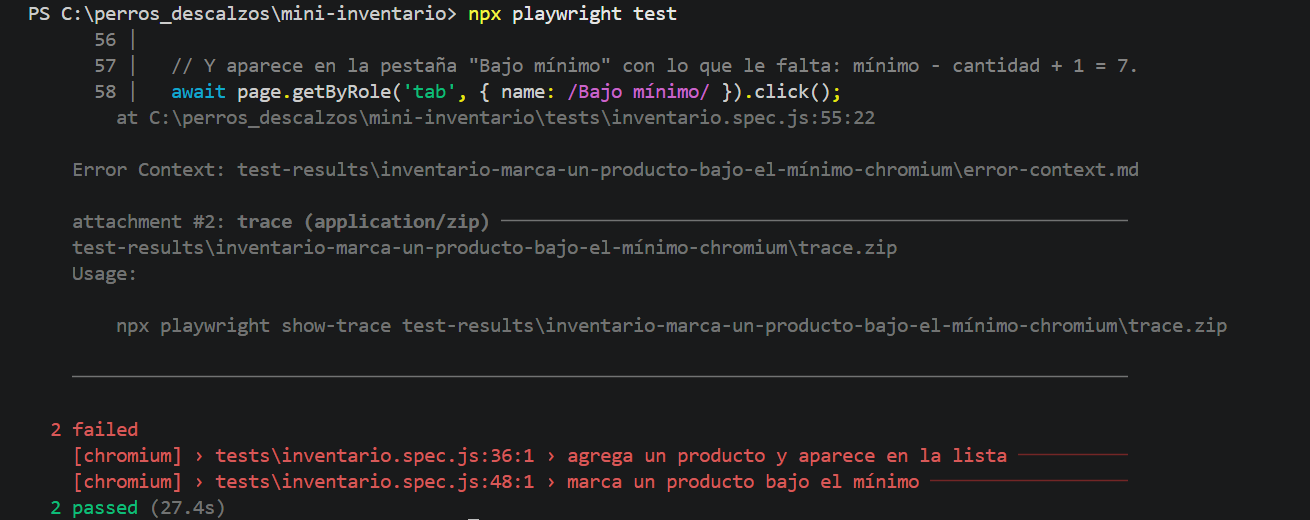 PS C:\perros_descalzos\mini-inventario> npx playwright test
56 |
57 |   // Y aparece en la pestaña "Bajo mínimo" con lo que le falta: mínimo - cantidad + 1 = 7.
58 |   await page.getByRole('tab', { name: /Bajo mínimo/ }).click();
at C:\perros_descalzos\mini-inventario\tests\inventario.spec.js:55:22
Error Context: test-results\inventario-marca-un-producto-bajo-el-mínimo-chromium\error-context.md
attachment #2: trace (application/zip)
test-results\inventario-marca-un-producto-bajo-el-mínimo-chromium\trace.zip
Usage:
npx playwright show-trace test-results\inventario-marca-un-producto-bajo-el-mínimo-chromium\trace.zip
2 failed
[chromium] › tests\inventario.spec.js:36:1 › agrega un producto y aparece en la lista
[chromium] › tests\inventario.spec.js:48:1 › marca un producto bajo el mínimo
2 passed (27.4s)